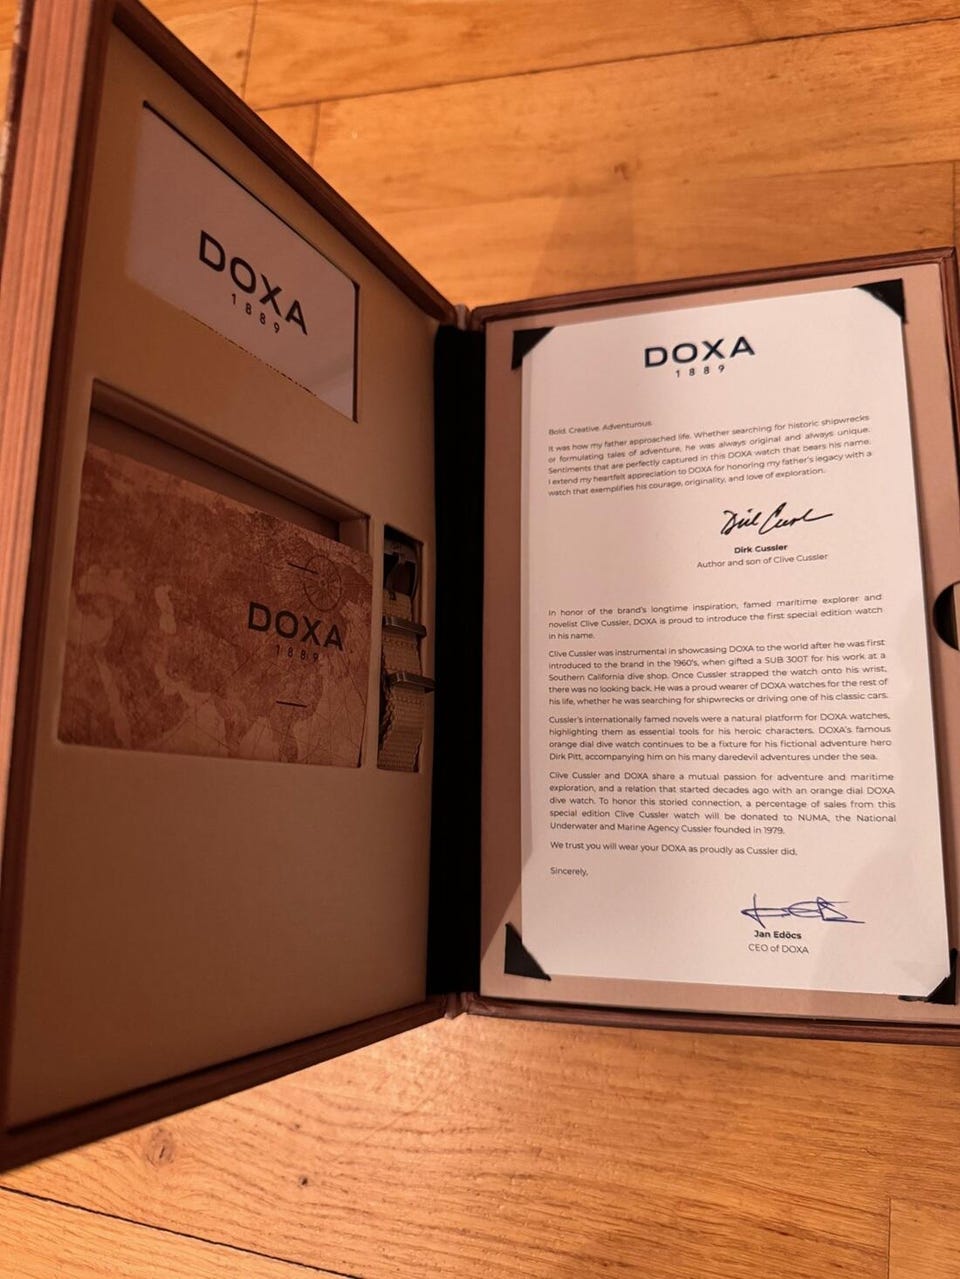 DOXA
1889
DOXA
1889
DOXA
1889
Bold. Creative. Adventurous.
It was how my father approached life. Whether searching for historic shipwrecks
or formulating tales of adventure, he was always original and always unique.
Sentiments that are perfectly captured in this DOXA watch that bears his name.
I extend my heartfelt appreciation to DOXA for honoring my father's legacy with a
watch that exemplifies his courage, originality, and love of exploration.
Dirk Cussler
Author and son of Clive Cussler
In honor of the brand's longtime inspiration, famed maritime explorer and
novelist Clive Cussler, DOXA is proud to introduce the first special edition watch
in his name.
Clive Cussler was instrumental in showcasing DOXA to the world after he was first
introduced to the brand in the 1960's, when gifted a SUB 300T for his work at a
Southern California dive shop. Once Cussler strapped the watch onto his wrist,
there was no looking back. He was a proud wearer of DOXA watches for the rest of
his life, whether he was searching for shipwrecks or driving one of his classic cars.
Cussler's internationally famed novels were a natural platform for DOXA watches,
highlighting them as essential tools for his heroic characters. DOXA's famous
orange dial dive watch continues to be a fixture for his fictional adventure hero
Dirk Pitt, accompanying him on his many daredevil adventures under the sea.
Clive Cussler and DOXA share a mutual passion for adventure and maritime
exploration, and a relation that started decades ago with an orange dial DOXA
dive watch. To honor this storied connection, a percentage of sales from this
special edition Clive Cussler watch will be donated to NUMA, the National
Underwater and Marine Agency Cussler founded in 1979.
We trust you will wear your DOXA as proudly as Cussler did,
Sincerely,
Jan Edöcs
CEO of DOXA